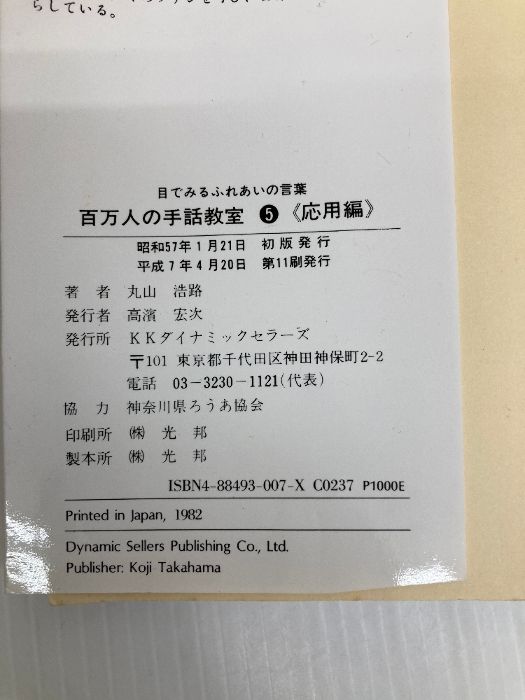 らしている。
目でみるふれあいの言葉
百万人の手話教室 ❺ 《応用編》
昭和57年1月21日 初版発行
平成7年4月20日 第11刷発行
著者 丸山 浩路
発行者 高濱 宏次
発行所 KKダイナミックセラーズ
〒101 東京都千代田区神田神保町2-2
電話 03-3230-1121(代表)
協力 神奈川県ろうあ協会
印刷所 ㈱ 光邦
製本所 ㈱ 光邦
ISBN4-88493-007-X C0237 P1000E
Printed in Japan, 1982
Dynamic Sellers Publishing Co., Ltd.
Publisher: Koji Takahama